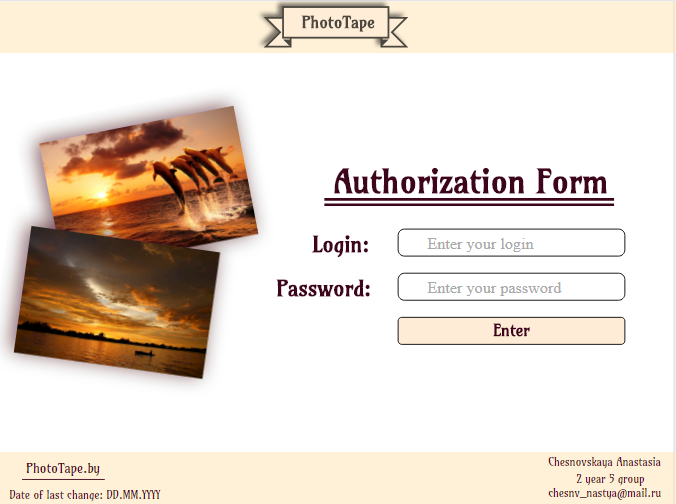 PhotoTape
Authorization Form
Login:
Enter your login
Password:
Enter your password
Enter
PhotoTape.by
Date of last change: DD.MM.YYYY
Chesnovskaya Anastasia
2 year 5 group
chesnv_nastya@mail.ru